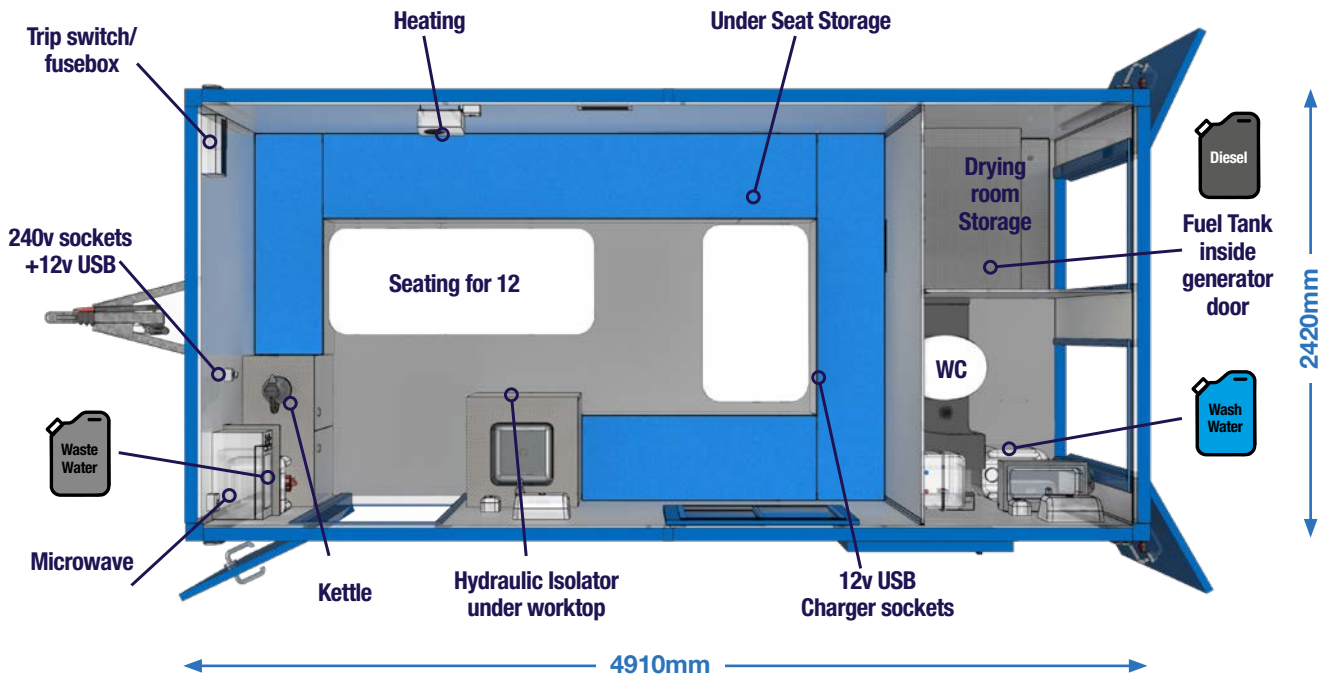 Heating
Under Seat Storage
Trip switch/
fusebox
Diesel
Drying
room
Storage
Fuel Tank
inside
generator
door
240v sockets
+12v USB
Seating for 12
2420mm
WC
Wash
Water
Waste
Water
Microwave
Kettle
Hydraulic Isolator
under worktop
12v USB
Charger sockets
4910mm